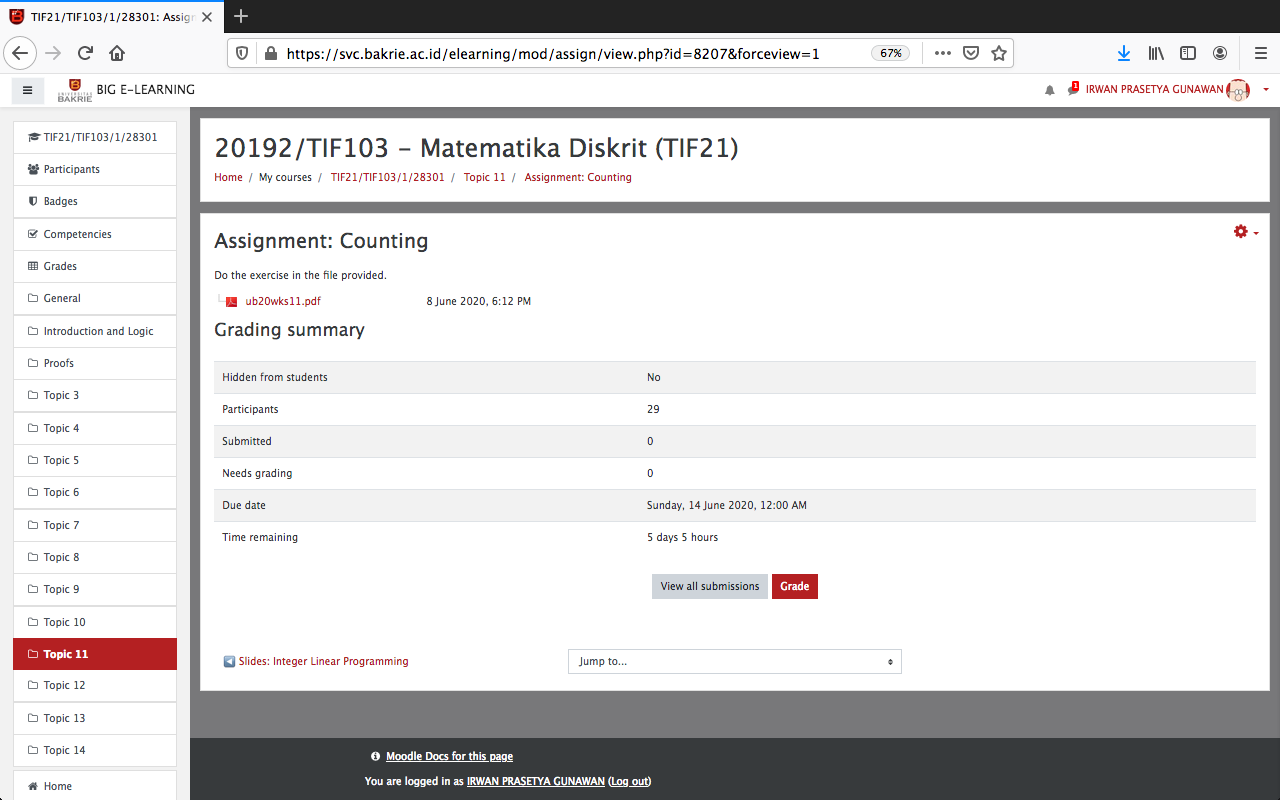 TIF21/TIF103/1/28301: Assign
https://svc.bakrie.ac.id/elearning/mod/assign/view.php?id=8207&forceview=1 67%
UNIVERSITAS
BAKRIE
BIG E-LEARNING
1
IRWAN PRASETYA GUNAWAN
TIF21/TIF103/1/28301
Participants
Badges
Competencies
Grades
General
Introduction and Logic
Proofs
Topic 3
Topic 4
Topic 5
Topic 6
Topic 7
Topic 8
Topic 9
Topic 10
Topic 11
Topic 12
Topic 13
Topic 14
Home
20192/TIF103 - Matematika Diskrit (TIF21)
Home / My courses / TIF21/TIF103/1/28301 / Topic 11 / Assignment: Counting
Assignment: Counting
Do the exercise in the file provided.
ub20wks11.pdf 8 June 2020, 6:12 PM
Grading summary
Hidden from students No
Participants 29
Submitted 0
Needs grading 0
Due date Sunday, 14 June 2020, 12:00 AM
Time remaining 5 days 5 hours
View all submissions Grade
Slides: Integer Linear Programming Jump to...
Moodle Docs for this page
You are logged in as IRWAN PRASETYA GUNAWAN (Log out)